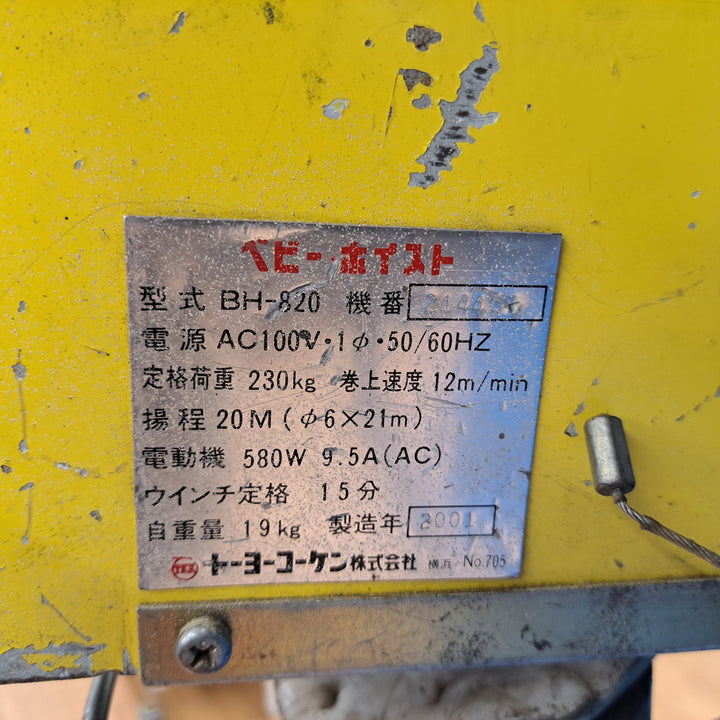 ベビー・ホイスト
型式 BH-820 機番
電源 AC100V・1φ・50/60HZ
定格荷重 230kg 巻上速度 12m/min
揚程 20M (φ6×21m)
電動機 580W 9.5A(AC)
ウインチ定格 15分
自重量 19kg 製造年 2001
トーヨーコーケン株式会社 横浜 No.705